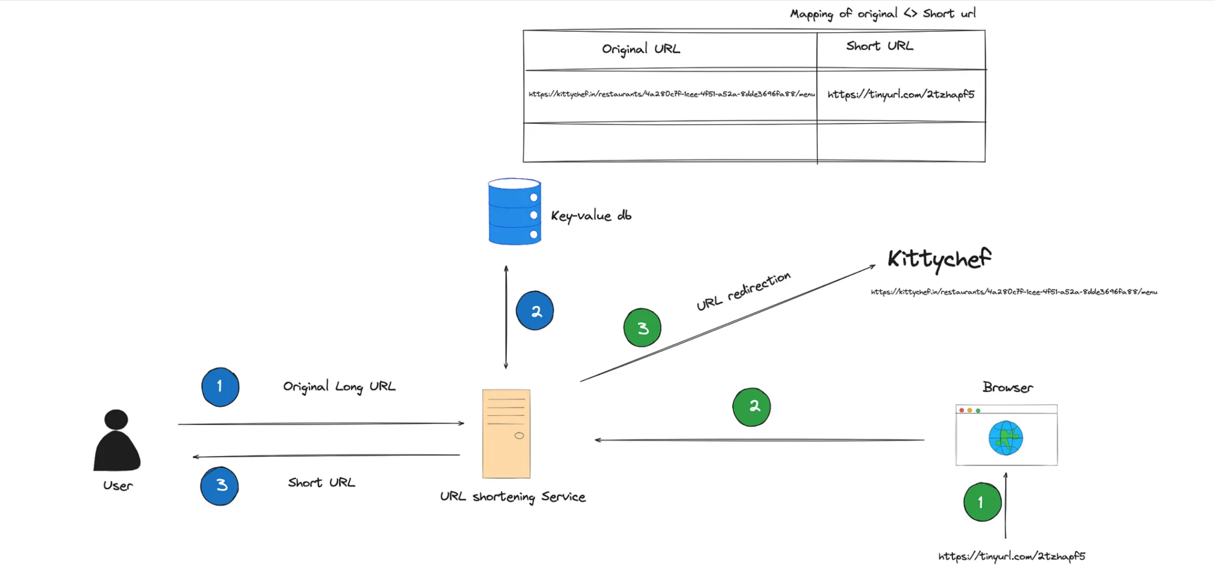 Mapping of original <> Short url
Original URL
Short URL
https://kittychef.in/restaurants/4a280c7f-1cee-4f51-a52a-8dde3696fa88/menu
https://tinyurl.com/2tzhapf5
Key-value db
2
Kittychef
https://kittychef.in/restaurants/4a280c7f-1cee-4f51-a52a-8dde3696fa88/menu
URL redirection
3
1
Original Long URL
2
Browser
User
3
Short URL
URL shortening Service
1
https://tinyurl.com/2tzhapf5